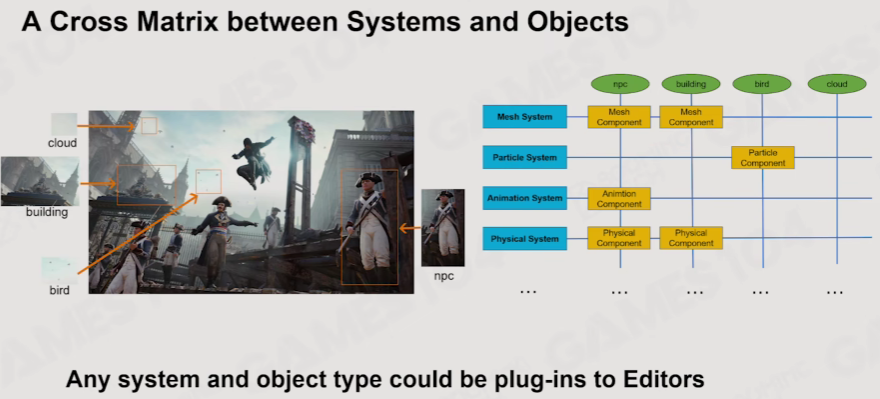 A Cross Matrix between Systems and Objects
cloud
building
bird
npc
npc building bird cloud
Mesh System
Mesh
Component
Mesh
Component
Particle System
Particle
Component
Animation System
Animtion
Component
Physical System
Physical
Component
Physical
Component
... ... ... ... ...
Any system and object type could be plug-ins to Editors